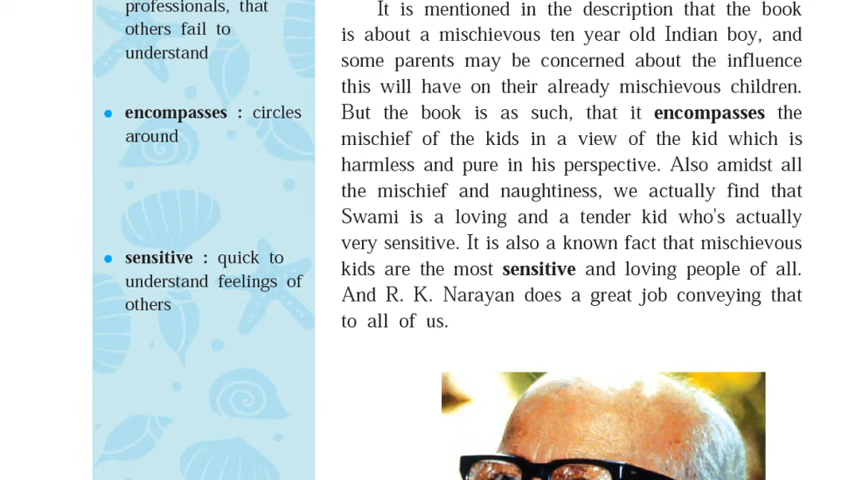 professionals, that
others fail to
understand
encompasses : circles
around
sensitive : quick to
understand feelings of
others
It is mentioned in the description that the book
is about a mischievous ten year old Indian boy, and
some parents may be concerned about the influence
this will have on their already mischievous children.
But the book is as such, that it encompasses the
mischief of the kids in a view of the kid which is
harmless and pure in his perspective. Also amidst all
the mischief and naughtiness, we actually find that
Swami is a loving and a tender kid who's actually
very sensitive. It is also a known fact that mischievous
kids are the most sensitive and loving people of all.
And R. K. Narayan does a great job conveying that
to all of us.